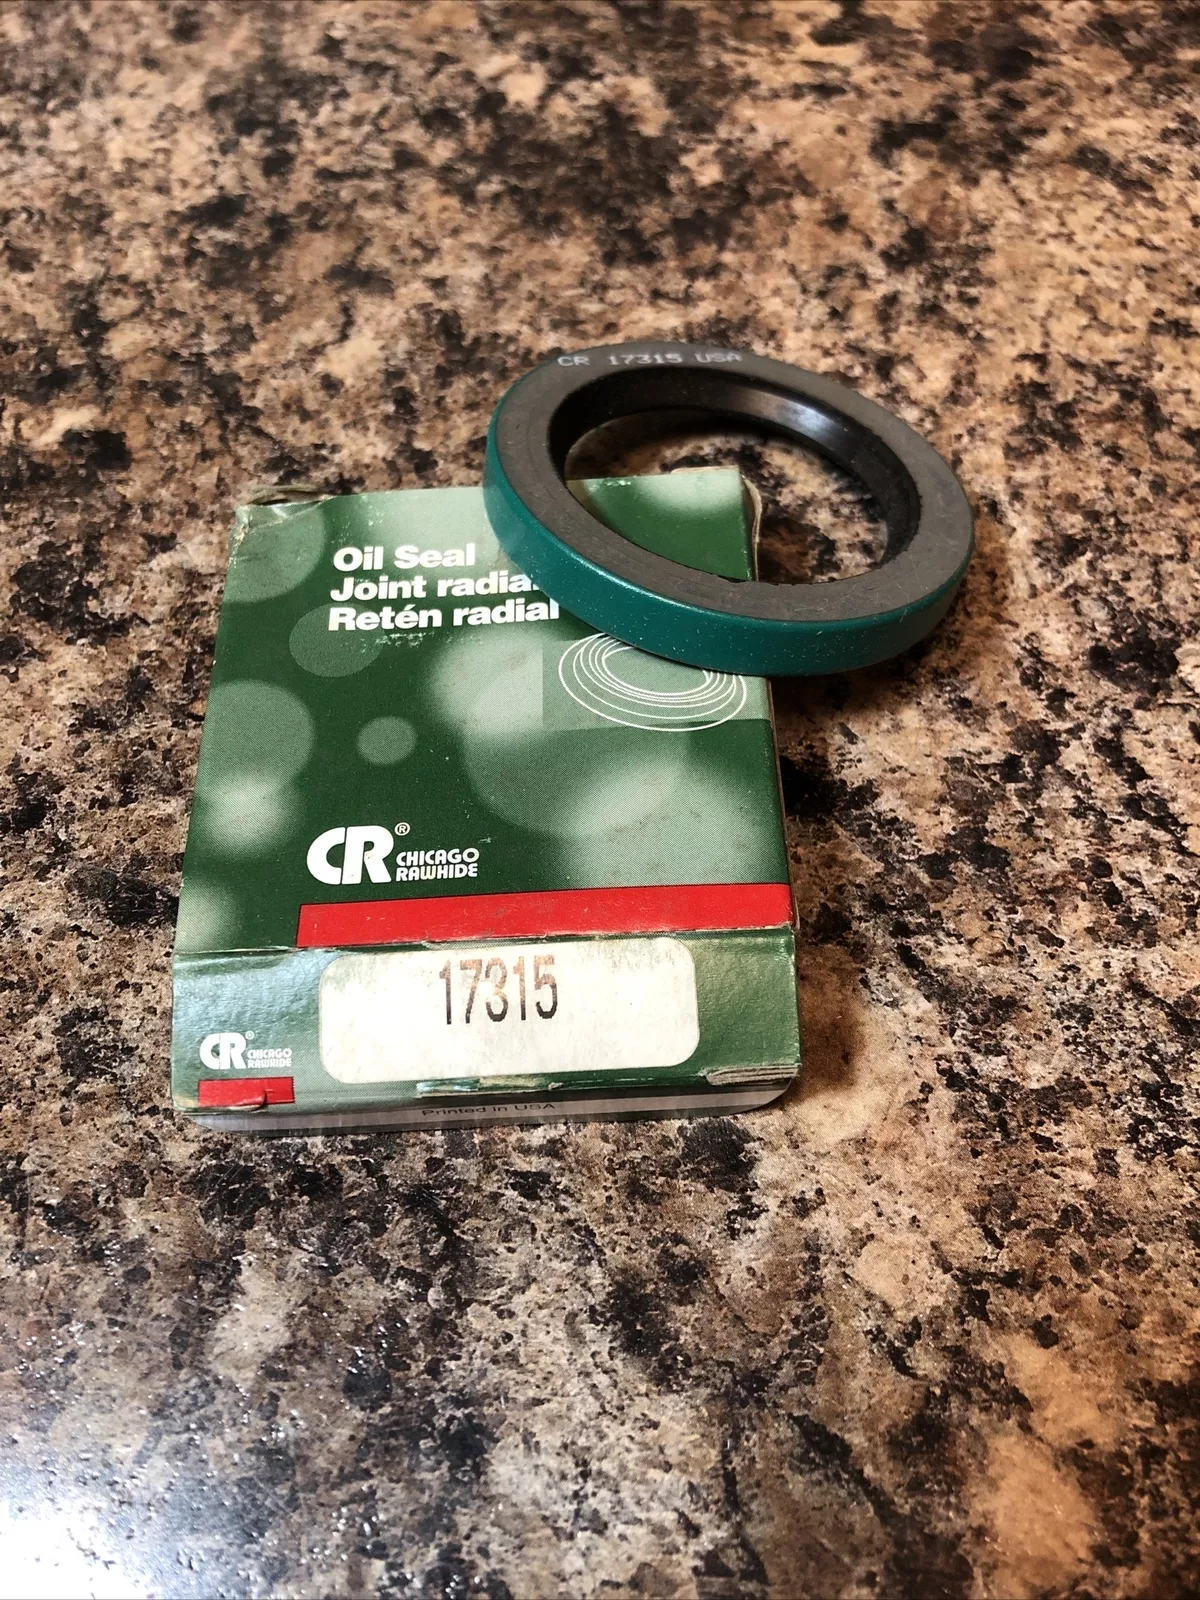 CR 17315 USA
Oil Seal
Joint radial
Retén radial
CR®
CHICAGO
RAWHIDE
17315
CR®
CHICAGO
RAWHIDE
Printed in USA